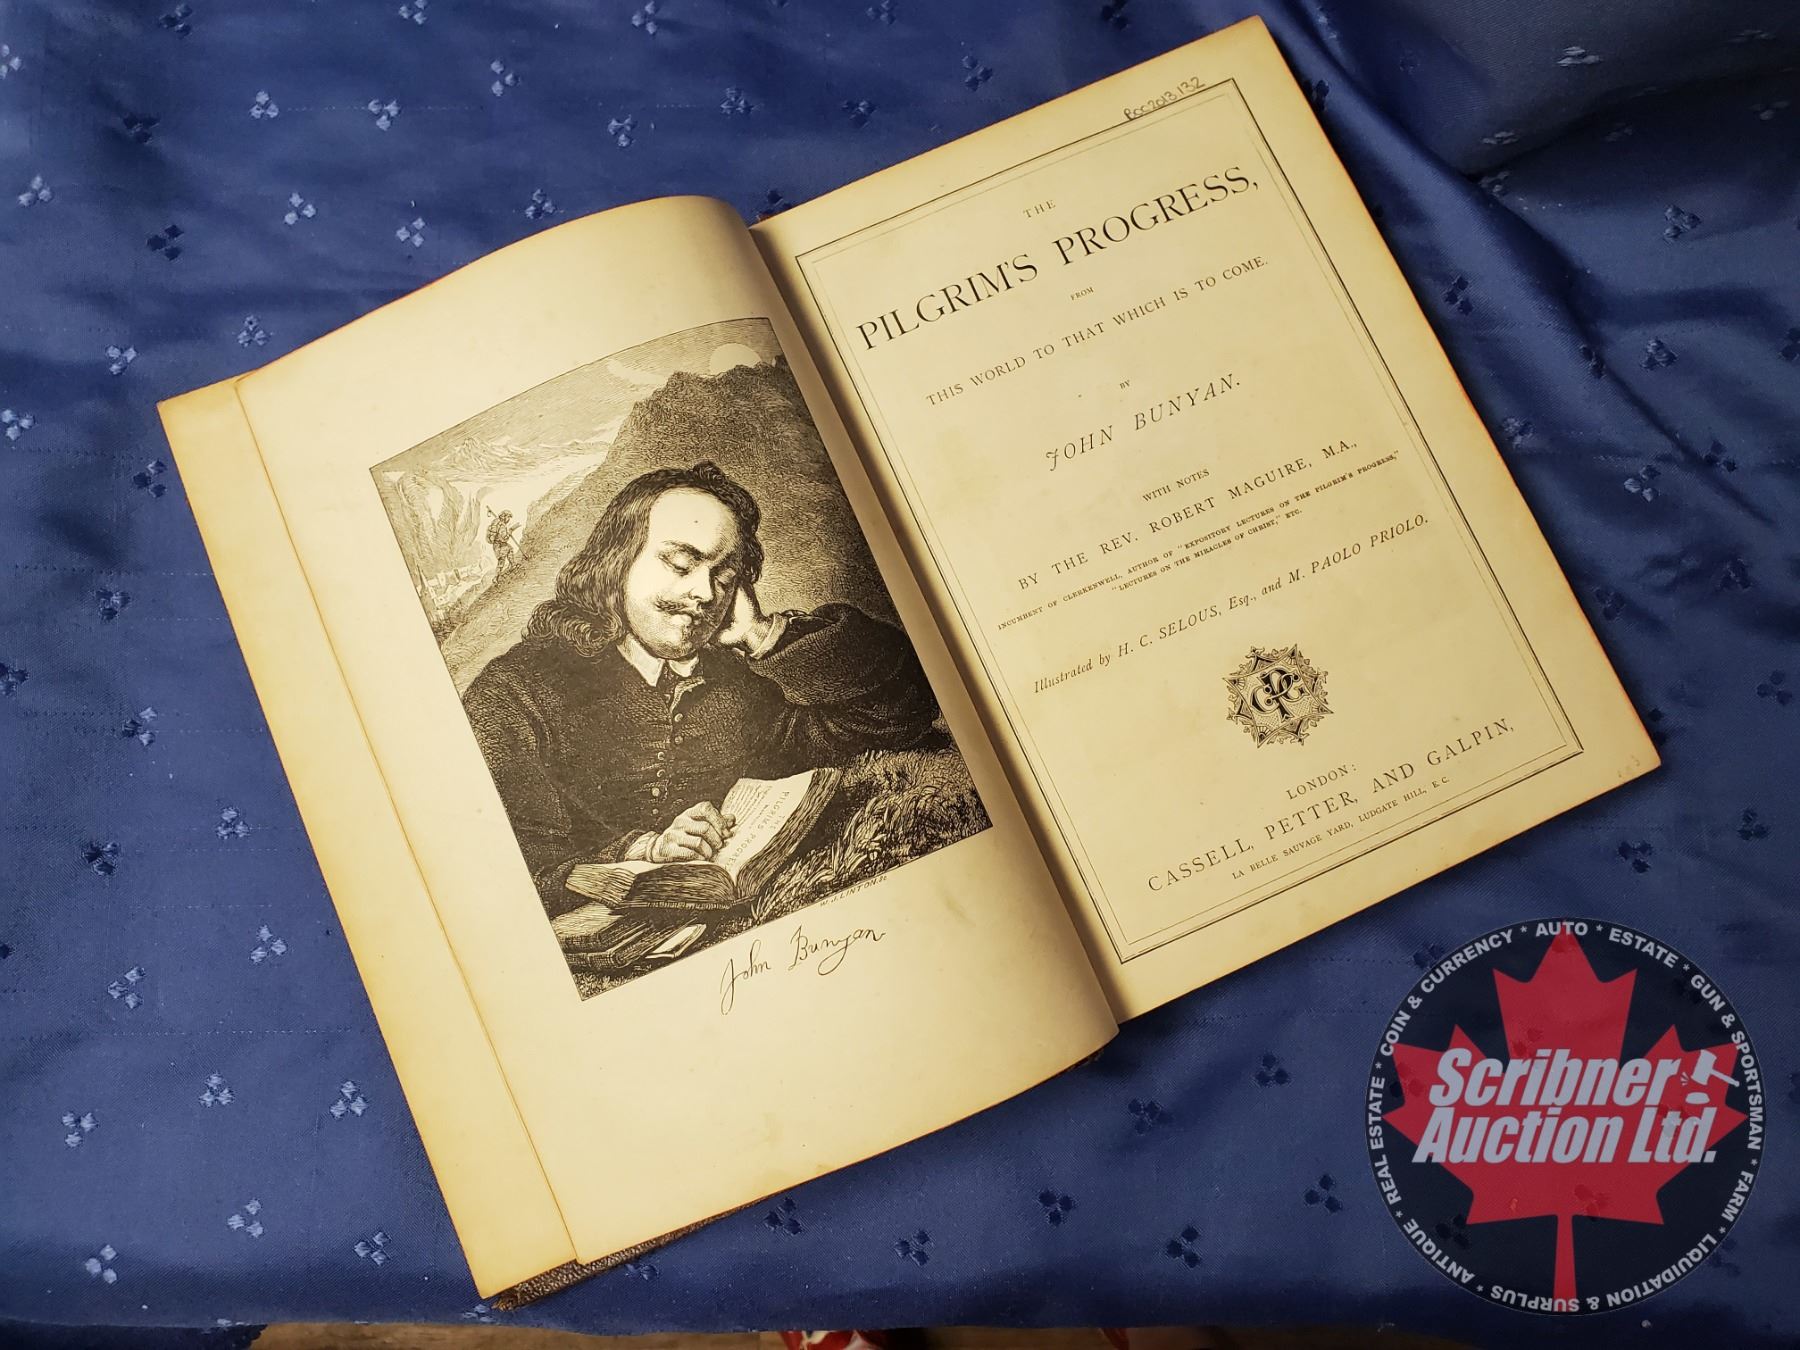 PILGRIM'S PROGRESS
W. J. LINTON. Sc
John Bunyan
BCC2013.132
THE
PILGRIM'S PROGRESS,
FROM
THIS WORLD TO THAT WHICH IS TO COME.
BY
JOHN BUNYAN.
WITH NOTES
BY THE REV. ROBERT MAGUIRE, M.A.,
INCUMBENT OF CLERKENWELL, AUTHOR OF "EXPOSITORY LECTURES ON THE PILGRIM'S PROGRESS,"
"LECTURES ON THE MIRACLES OF CHRIST," ETC.
Illustrated by H. C. SELOUS, Esq., and M. PAOLO PRIOLO.
CPG
LONDON:
CASSELL, PETTER, AND GALPIN,
LA BELLE SAUVAGE YARD, LUDGATE HILL, E.C.
ANTIQUE * REAL ESTATE * COIN & CURRENCY * AUTO * ESTATE * GUN & SPORTSMAN * FARM * LIQUIDATION & SURPLUS *
Scribner
Auction Ltd.